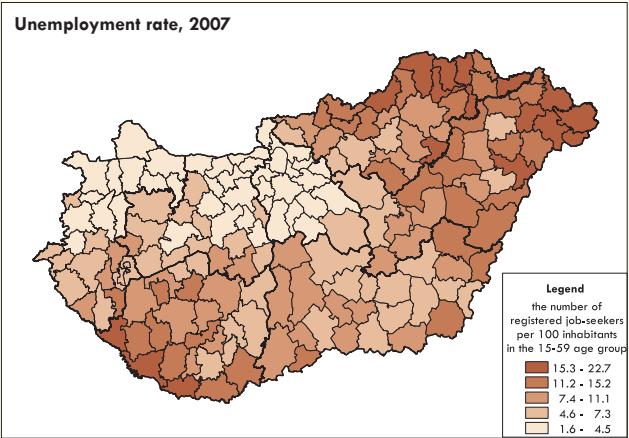 Unemployment rate, 2007
Legend
the number of
registered job-seekers
per 100 inhabitants
in the 15-59 age group
15.3 - 22.7
11.2 - 15.2
7.4 - 11.1
4.6 - 7.3
1.6 - 4.5